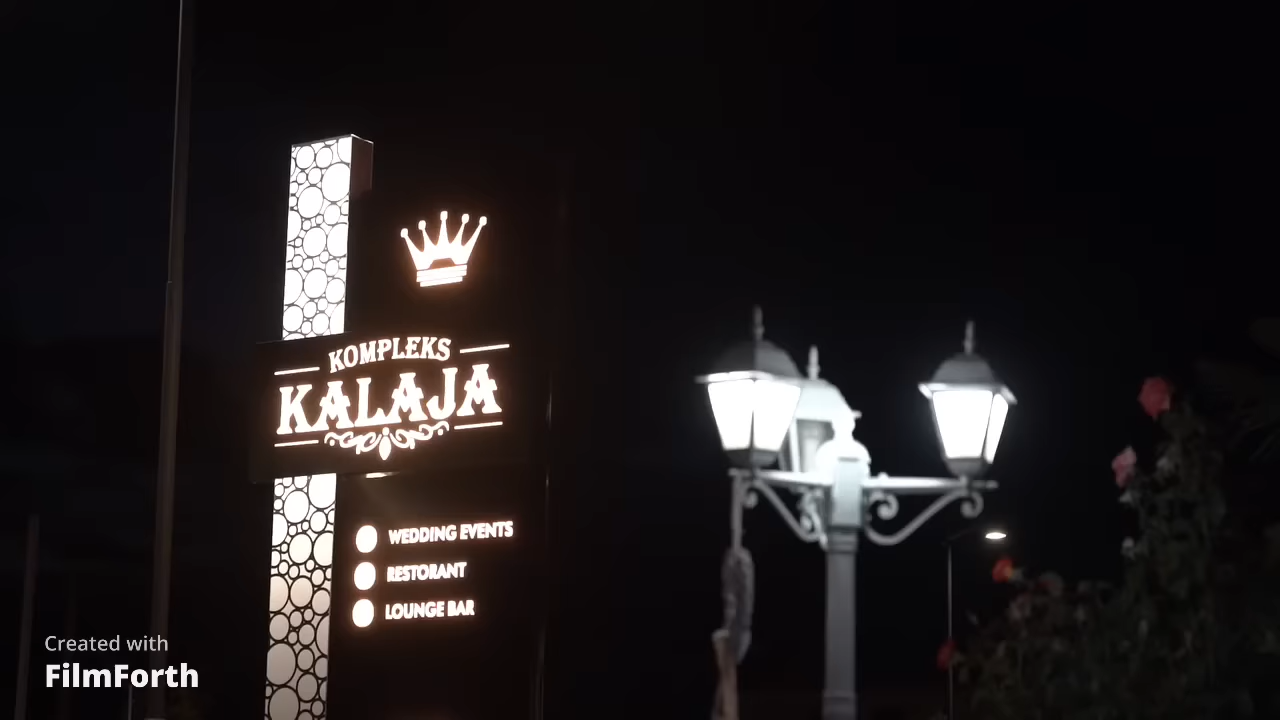 KOMPLEKS
KALAJA
WEDDING EVENTS
RESTORANT
LOUNGE BAR
Created with
FilmForth